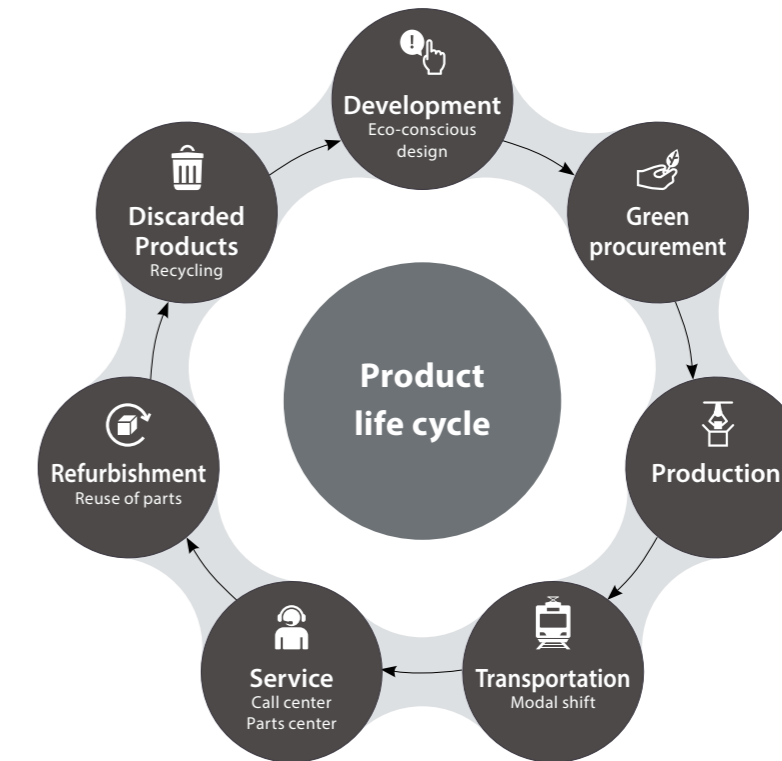 Development
Eco-conscious
design
Green
procurement
Production
Transportation
Modal shift
Service
Call center
Parts center
Refurbishment
Reuse of parts
Discarded
Products
Recycling
Product
life cycle